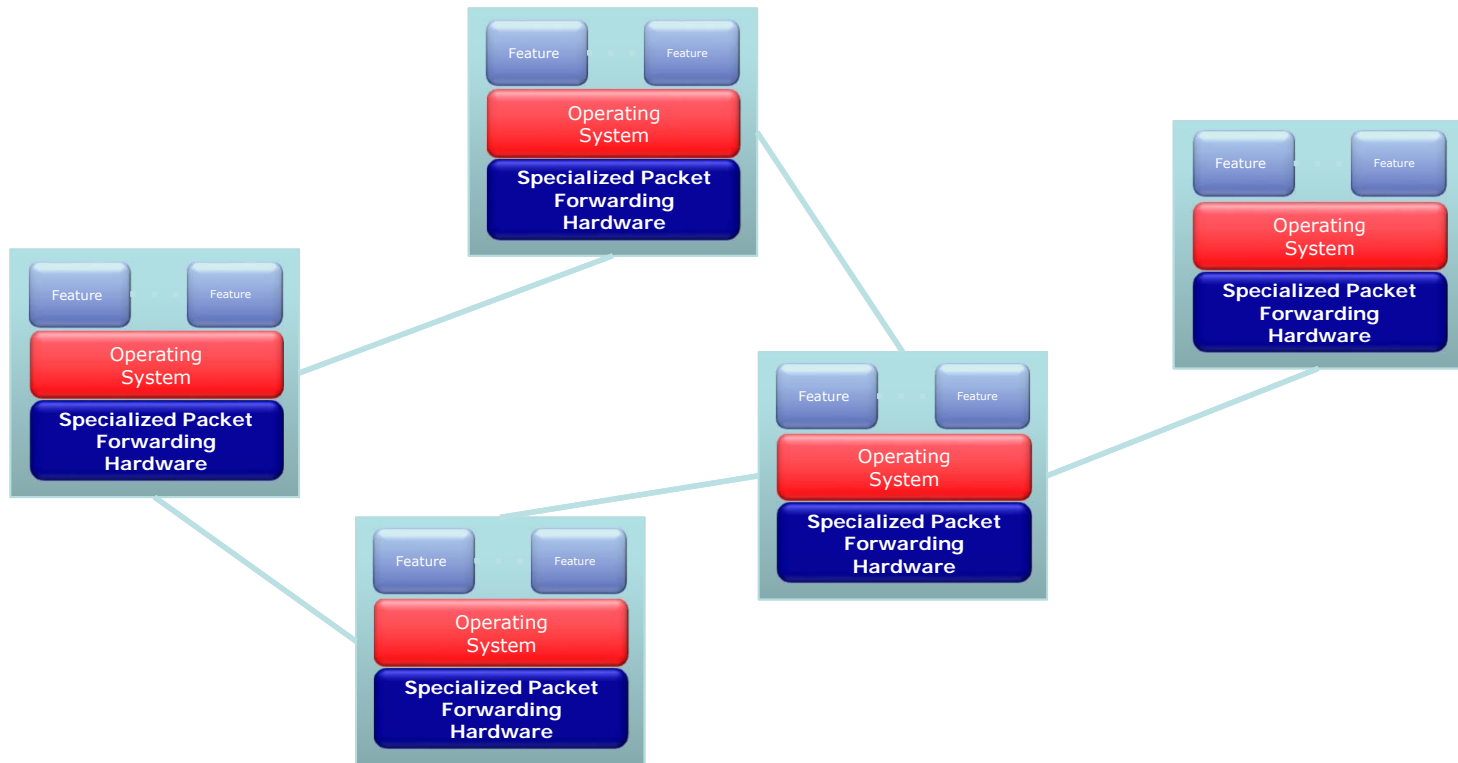 Feature
Feature
Operating
System
Specialized Packet
Forwarding
Hardware
Feature
Feature
Operating
System
Specialized Packet
Forwarding
Hardware
Feature
Feature
Operating
System
Specialized Packet
Forwarding
Hardware
Feature
Feature
Operating
System
Specialized Packet
Forwarding
Hardware
Feature
Feature
Operating
System
Specialized Packet
Forwarding
Hardware